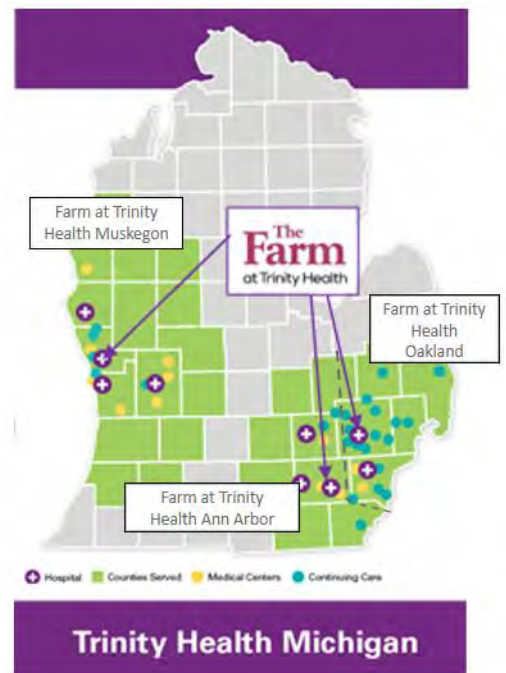 Farm at Trinity
Health Muskegon
The
Farm
at Trinity Health
Farm at Trinity
Health
Oakland
Farm at Trinity
Health Ann Arbor
Hospital
Counties Served
Medical Centers
Continuing Care
Trinity Health Michigan